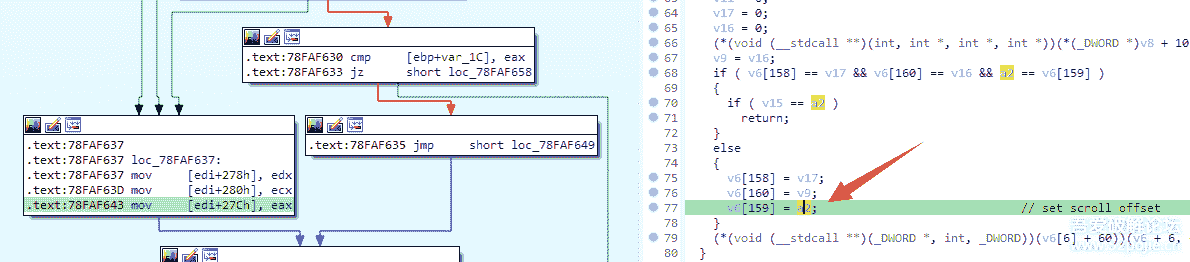 .text:78FAF630 cmp [ebp+var_1C], eax
.text:78FAF633 jz short loc_78FAF658
.text:78FAF637
.text:78FAF637 loc_78FAF637:
.text:78FAF637 mov [edi+278h], edx
.text:78FAF63D mov [edi+280h], ecx
.text:78FAF643 mov [edi+27Ch], eax
.text:78FAF635 jmp short loc_78FAF649
64 v17 = 0;
65 v16 = 0;
66 (*(void (__stdcall **)(int, int *, int *, int *))(*(_DWORD *)v8 + 10
67 v9 = v16;
68 if ( v6[158] == v17 && v6[160] == v16 && a2 == v6[159] )
69 {
70 if ( v15 == a2 )
71 return;
72 }
73 else
74 {
75 v6[158] = v17;
76 v6[160] = v9;
77 v6[159] = a2; // set scroll offset
78 }
79 (*(void (__stdcall **)(_DWORD *, int, _DWORD))(v6[6] + 60))(v6 + 6,
80 }